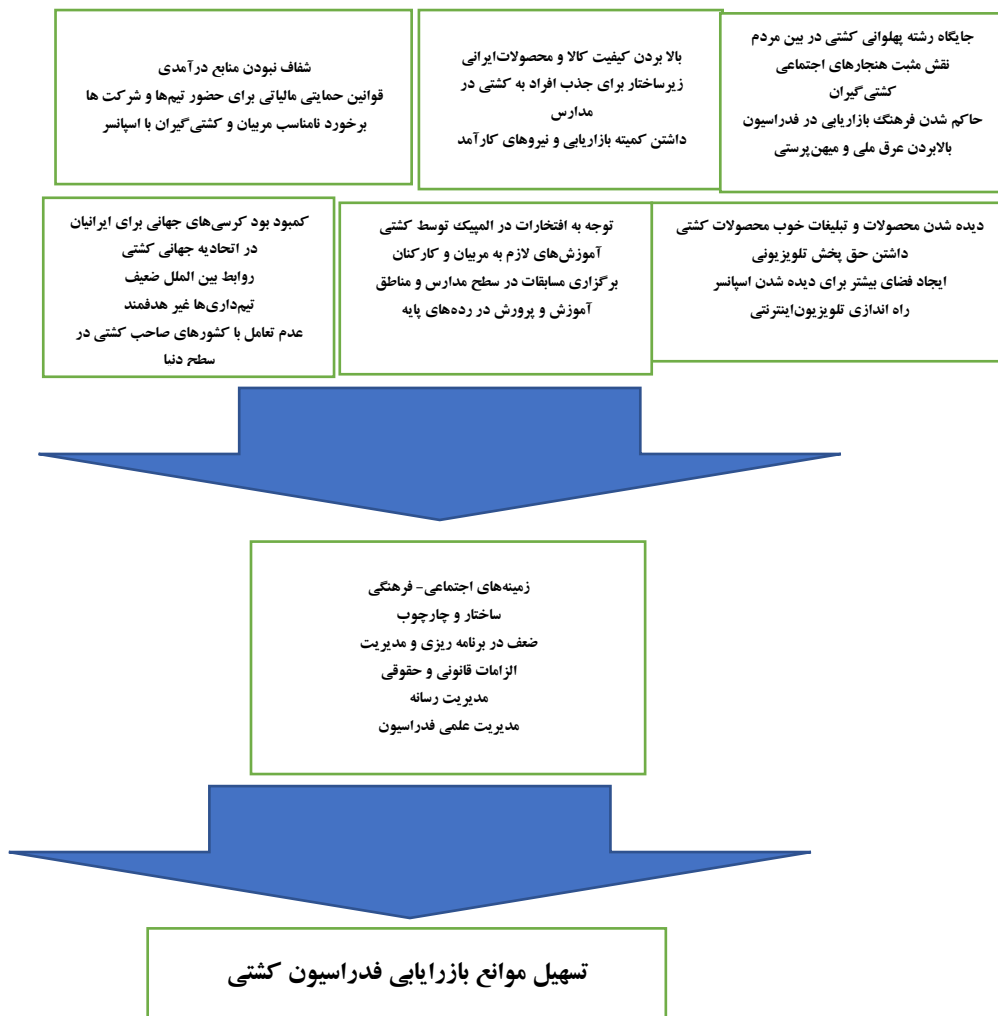 جایگاه رشته پهلوانی کشتی در بین مردم
نقش مثبت هنجارهای اجتماعی
کشتی‌گیران
حاکم شدن فرهنگ بازاریابی در فدراسیون
بالابردن عرق ملی و میهن‌پرستی
بالا بردن کیفیت کالا و محصولات‌ایرانی
زیرساختار برای جذب افراد به کشتی در
مدارس
داشتن کمیته بازاریابی و نیروهای کارآمد
شفاف نبودن منابع درآمدی
قوانین حمایتی مالیاتی برای حضور تیم‌ها و شرکت ها
برخورد نامناسب مربیان و کشتی‌گیران با اسپانسر
دیده شدن محصولات و تبلیغات خوب محصولات کشتی
داشتن حق پخش تلویزیونی
ایجاد فضای بیشتر برای دیده شدن اسپانسر
راه اندازی تلویزیون‌اینترنتی
توجه به افتخارات در المپیک توسط کشتی
آموزش‌های لازم به مربیان و کارکنان
برگزاری مسابقات در سطح مدارس و مناطق
آموزش و پرورش در رده‌های پایه
کمبود بود کرسی‌های جهانی برای ایرانیان
در اتحادیه جهانی کشتی
روابط بین الملل ضعیف
تیم‌داری‌ها غیر هدفمند
عدم تعامل با کشورهای صاحب کشتی در
سطح دنیا
زمینه‌های اجتماعی- فرهنگی
ساختار و چارچوب
ضعف در برنامه ریزی و مدیریت
الزامات قانونی و حقوقی
مدیریت رسانه
مدیریت علمی فدراسیون
تسهیل موانع بازرایابی فدراسیون کشتی